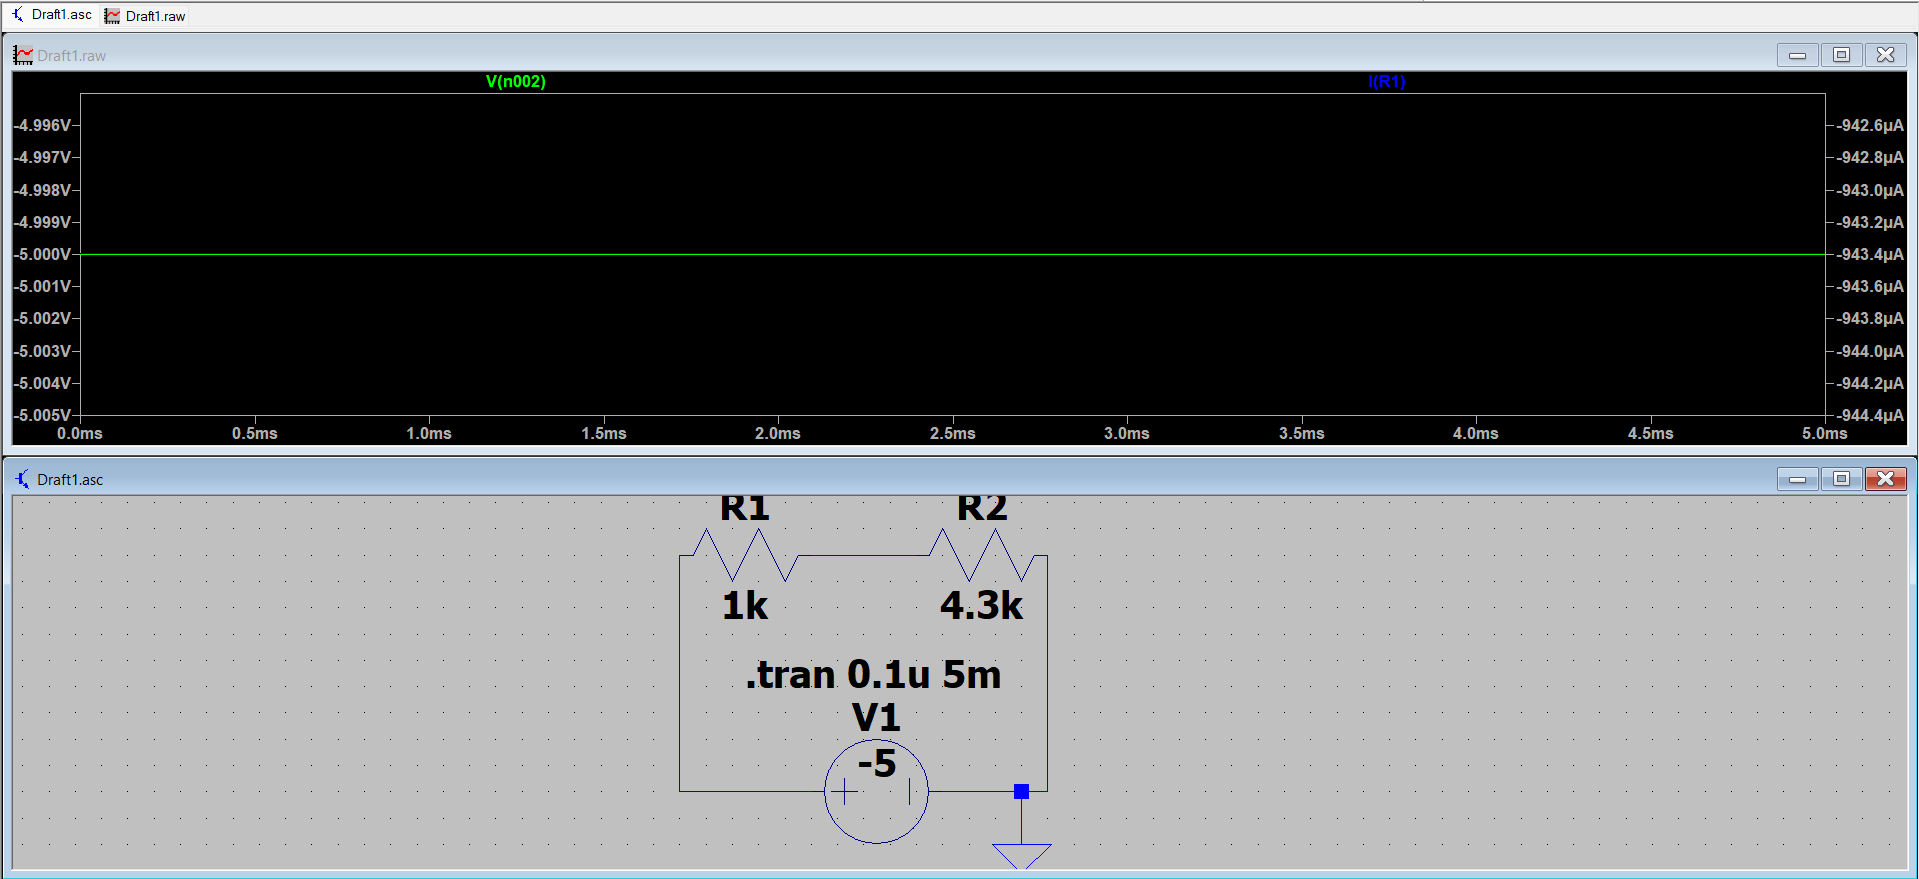 Draft1.asc Draft1.raw
Draft1.raw
V(n002) I(R1)
-4.996V -942.6µA
-4.997V -942.8µA
-4.998V -943.0µA
-4.999V -943.2µA
-5.000V -943.4µA
-5.001V -943.6µA
-5.002V -943.8µA
-5.003V -944.0µA
-5.004V -944.2µA
-5.005V -944.4µA
0.0ms 0.5ms 1.0ms 1.5ms 2.0ms 2.5ms 3.0ms 3.5ms 4.0ms 4.5ms 5.0ms
Draft1.asc
R1 R2
1k 4.3k
.tran 0.1u 5m
V1
-5